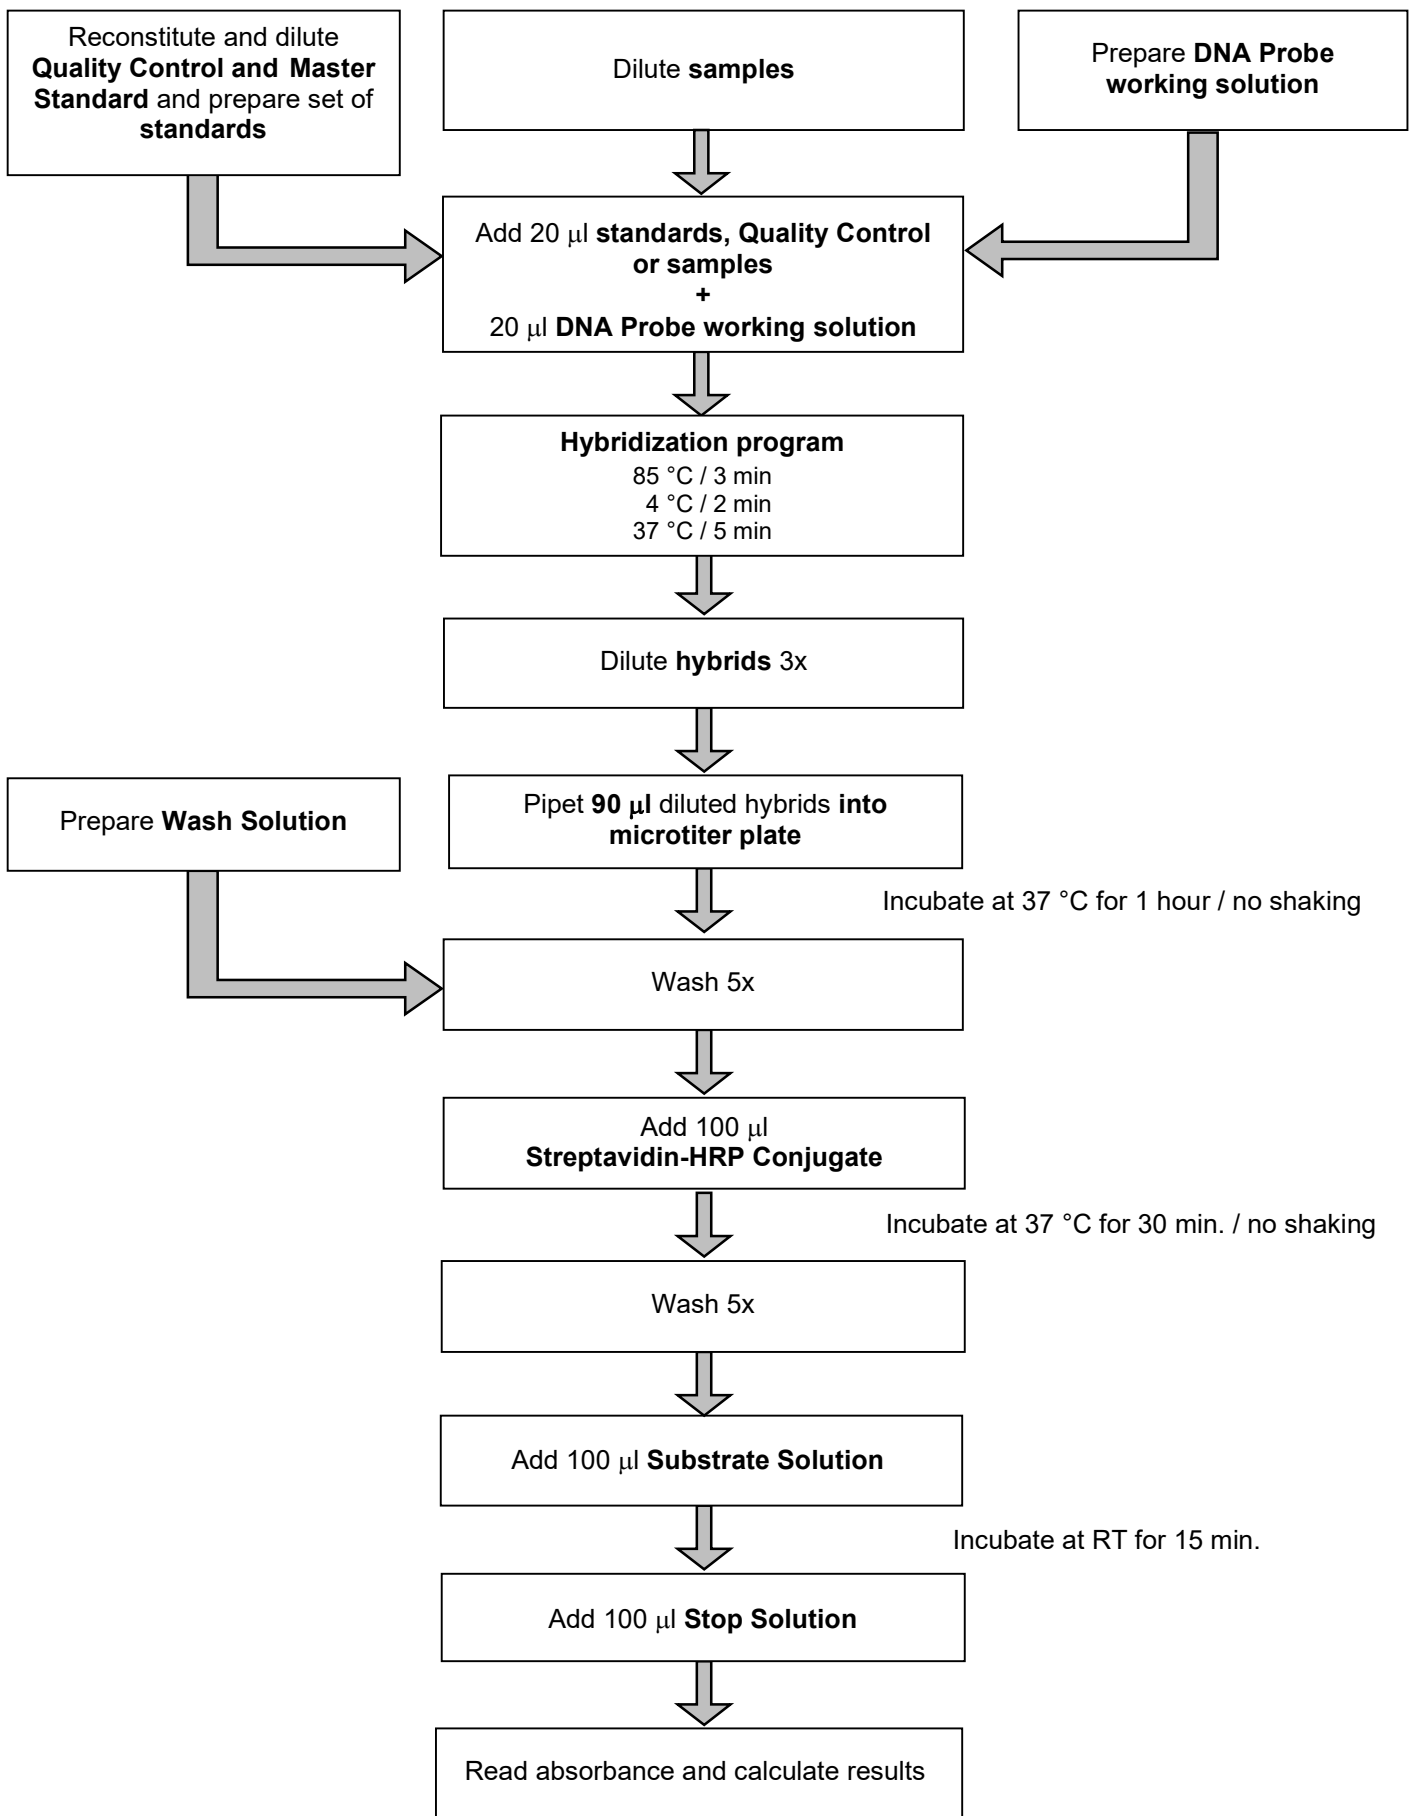 Reconstitute and dilute
Quality Control and Master
Standard and prepare set of
standards
Dilute samples
Prepare DNA Probe
working solution
Add 20 μl standards, Quality Control
or samples
+
20 μl DNA Probe working solution
Hybridization program
85 °C / 3 min
4 °C / 2 min
37 °C / 5 min
Dilute hybrids 3x
Pipet 90 μl diluted hybrids into
microtiter plate
Prepare Wash Solution
Incubate at 37 °C for 1 hour / no shaking
Wash 5x
Add 100 μl
Streptavidin-HRP Conjugate
Incubate at 37 °C for 30 min. / no shaking
Wash 5x
Add 100 μl Substrate Solution
Incubate at RT for 15 min.
Add 100 μl Stop Solution
Read absorbance and calculate results